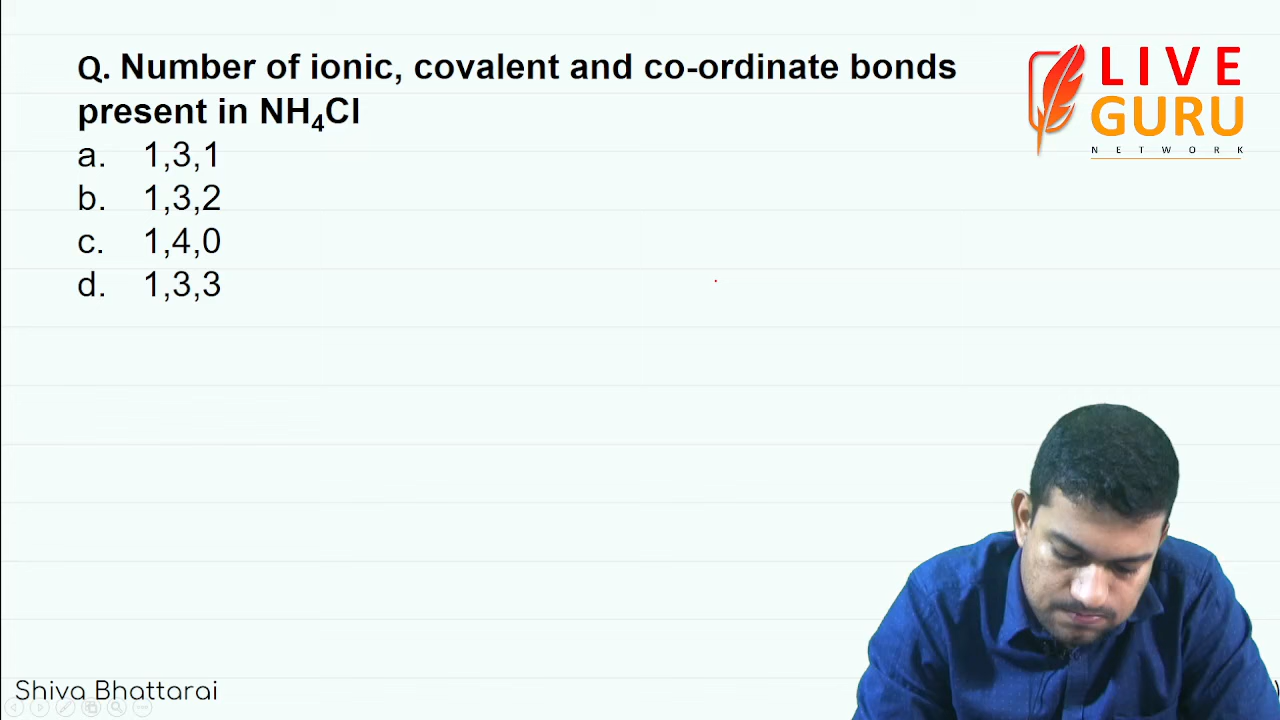 Q. Number of ionic, covalent and co-ordinate bonds
present in NH₄Cl
a. 1,3,1
b. 1,3,2
c. 1,4,0
d. 1,3,3
LIVE
GURU
NETWORK
Shiva Bhattarai